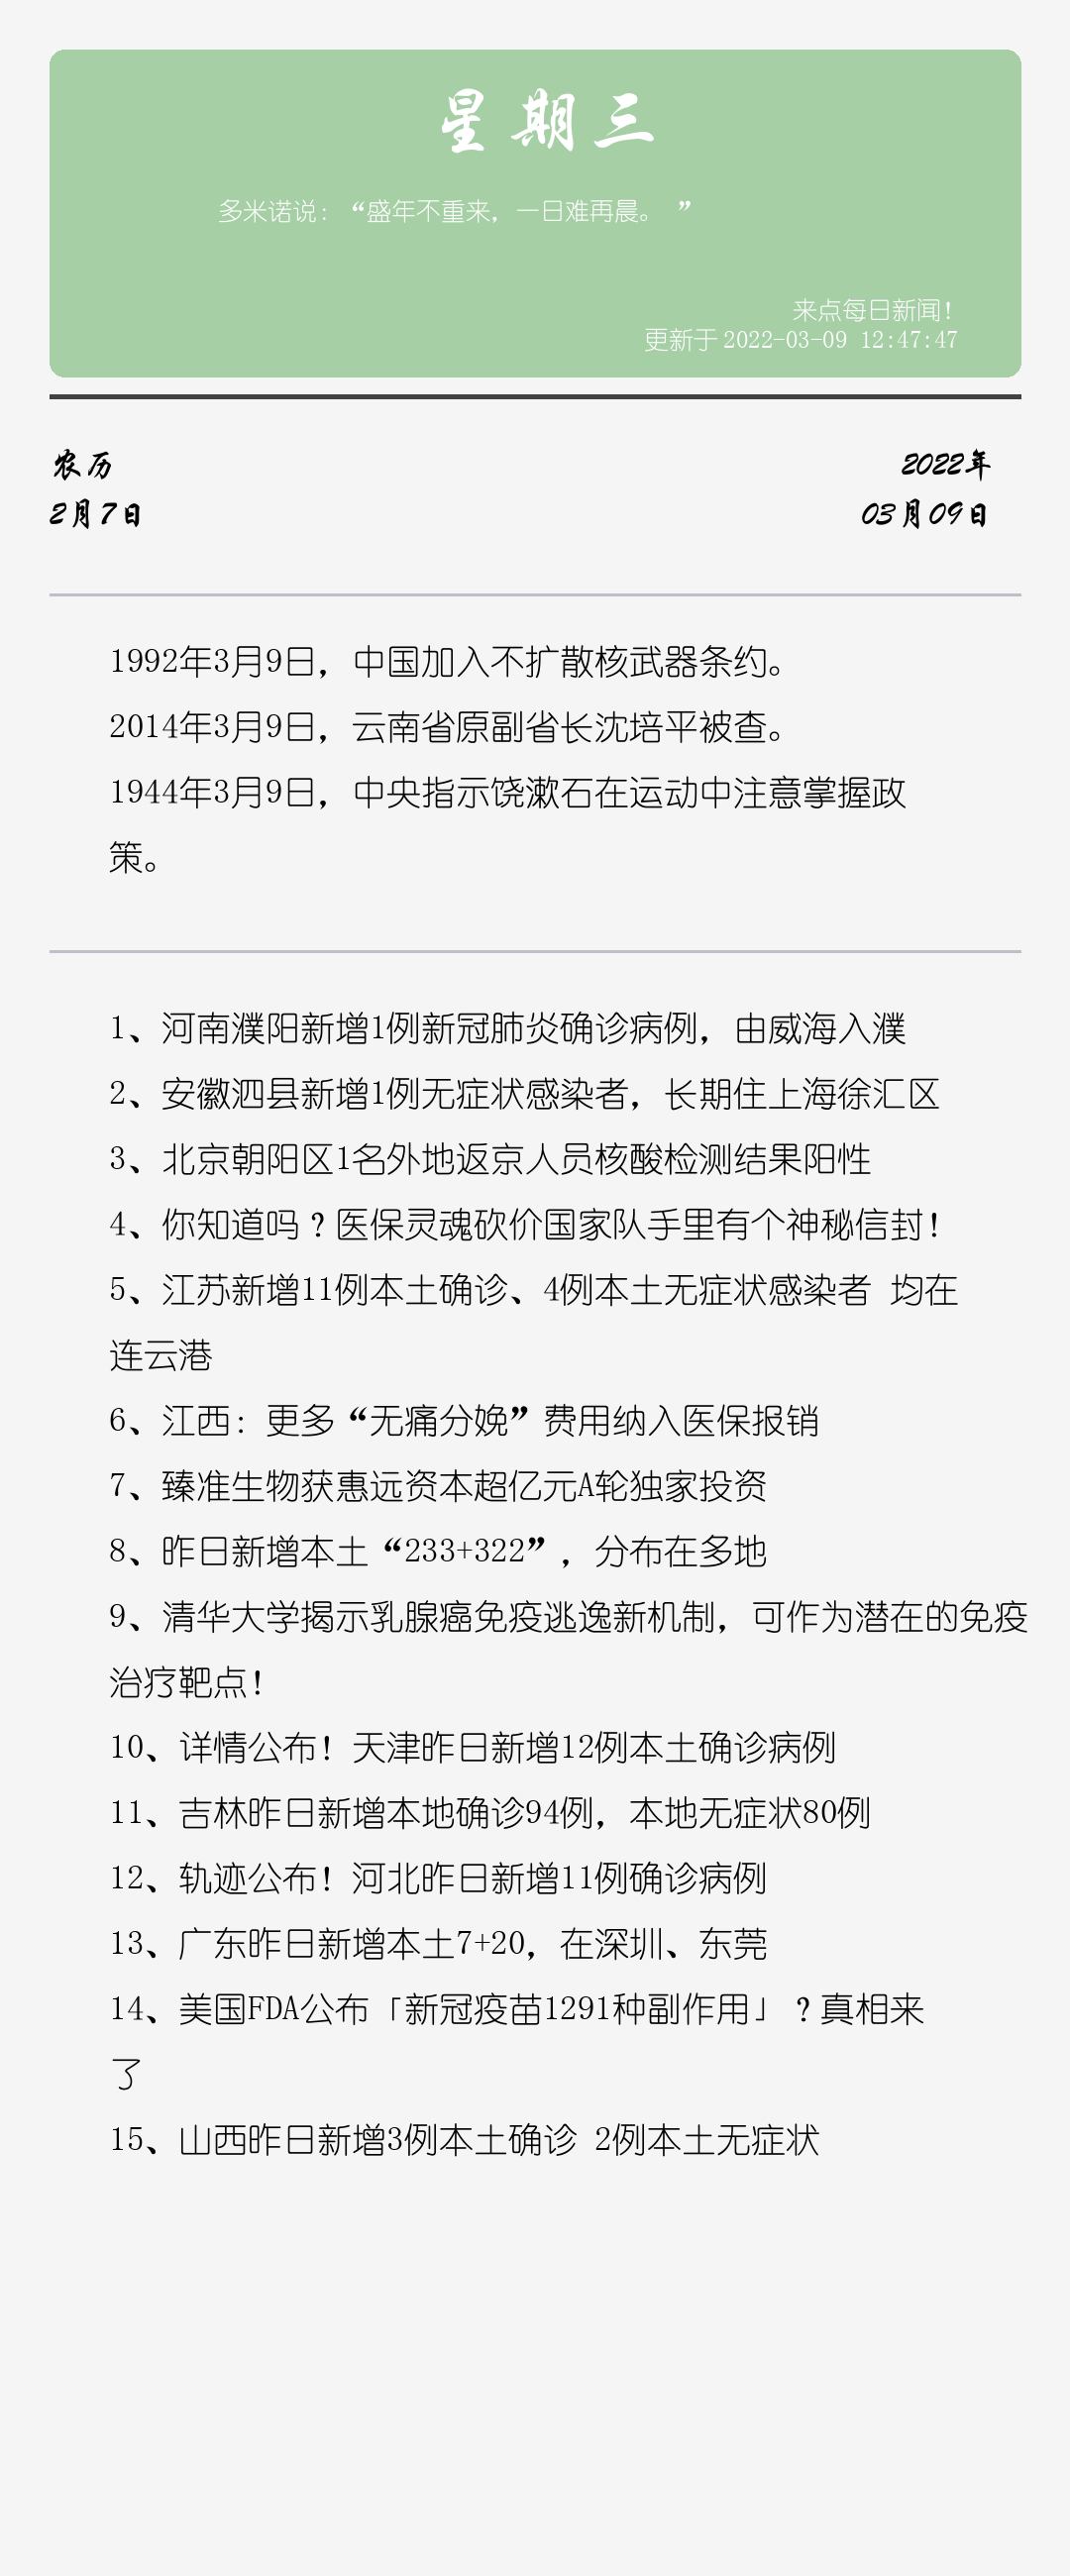 星期三
多米诺说：“盛年不重来，一日难再晨。 ”
来点每日新闻！
更新于2022-03-09 12:47:47
农历
2022年
2月7日
03月09日
1992年3月9日，中国加入不扩散核武器条约。
2014年3月9日，云南省原副省长沈培平被查。
1944年3月9日，中央指示饶漱石在运动中注意掌握政
策。
1、河南濮阳新增1例新冠肺炎确诊病例，由威海入濮
2、安徽泗县新增1例无症状感染者，长期住上海徐汇区
3、北京朝阳区1名外地返京人员核酸检测结果阳性
4、你知道吗？医保灵魂砍价国家队手里有个神秘信封！
5、江苏新增11例本土确诊、4例本土无症状感染者 均在
连云港
6、江西：更多“无痛分娩”费用纳入医保报销
7、臻准生物获惠远资本超亿元A轮独家投资
8、昨日新增本土“233+322”，分布在多地
9、清华大学揭示乳腺癌免疫逃逸新机制，可作为潜在的免疫
治疗靶点！
10、详情公布！天津昨日新增12例本土确诊病例
11、吉林昨日新增本地确诊94例，本地无症状80例
12、轨迹公布！河北昨日新增11例确诊病例
13、广东昨日新增本土7+20，在深圳、东莞
14、美国FDA公布「新冠疫苗1291种副作用」？真相来
了
15、山西昨日新增3例本土确诊 2例本土无症状